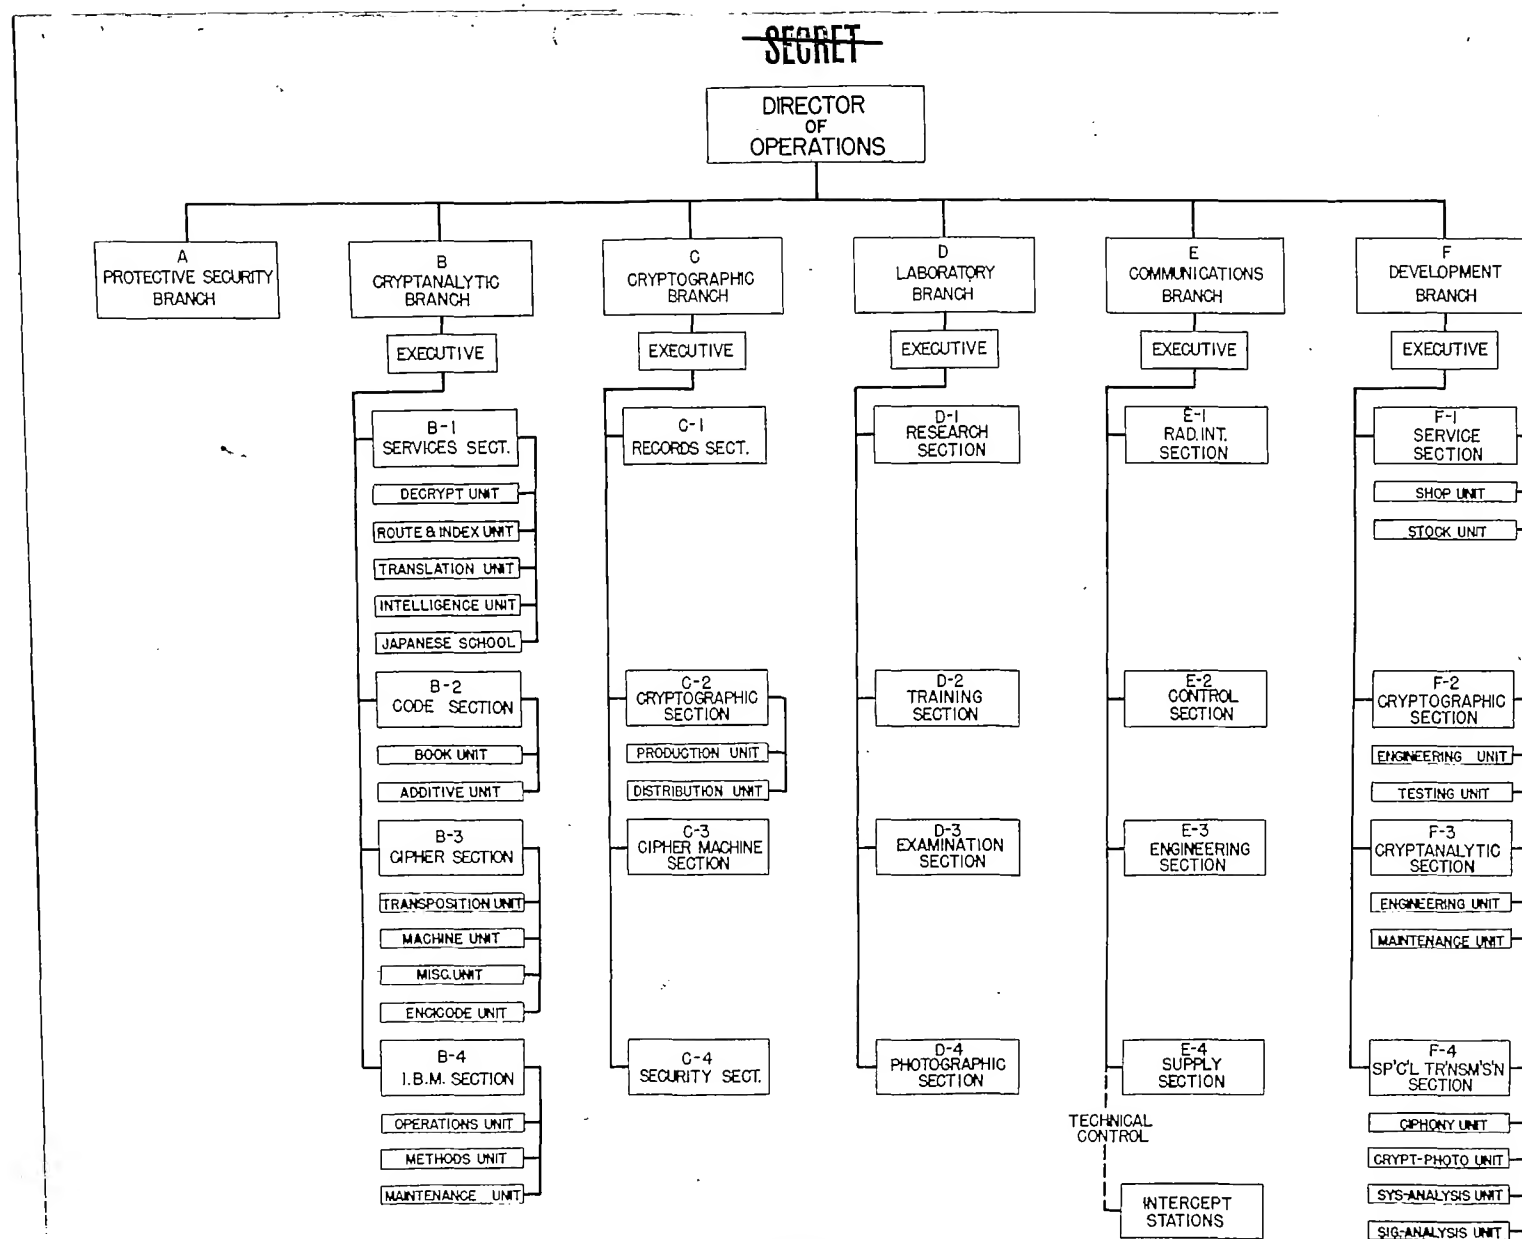 SECRET
DIRECTOR
OF
OPERATIONS
A
PROTECTIVE SECURITY
BRANCH
B
CRYPTANALYTIC
BRANCH
EXECUTIVE
B-1
SERVICES SECT.
DECRYPT UNIT
ROUTE & INDEX UNIT
TRANSLATION UNIT
INTELLIGENCE UNIT
JAPANESE SCHOOL
B-2
CODE SECTION
BOOK UNIT
ADDITIVE UNIT
B-3
CIPHER SECTION
TRANSPOSITION UNIT
MACHINE UNIT
MISC. UNIT
ENCICODE UNIT
B-4
I.B.M. SECTION
OPERATIONS UNIT
METHODS UNIT
MAINTENANCE UNIT
C
CRYPTOGRAPHIC
BRANCH
EXECUTIVE
C-1
RECORDS SECT.
C-2
CRYPTOGRAPHIC
SECTION
PRODUCTION UNIT
DISTRIBUTION UNIT
C-3
CIPHER MACHINE
SECTION
C-4
SECURITY SECT.
D
LABORATORY
BRANCH
EXECUTIVE
D-1
RESEARCH
SECTION
D-2
TRAINING
SECTION
D-3
EXAMINATION
SECTION
D-4
PHOTOGRAPHIC
SECTION
E
COMMUNICATIONS
BRANCH
EXECUTIVE
E-1
RAD. INT.
SECTION
E-2
CONTROL
SECTION
E-3
ENGINEERING
SECTION
E-4
SUPPLY
SECTION
TECHNICAL
CONTROL
INTERCEPT
STATIONS
F
DEVELOPMENT
BRANCH
EXECUTIVE
F-1
SERVICE
SECTION
SHOP UNIT
STOCK UNIT
F-2
CRYPTOGRAPHIC
SECTION
ENGINEERING UNIT
TESTING UNIT
F-3
CRYPTANALYTIC
SECTION
ENGINEERING UNIT
MAINTENANCE UNIT
F-4
SP'C'L TR'NSM'S'N
SECTION
CIPHONY UNIT
CRYPT-PHOTO UNIT
SYS-ANALYSIS UNIT
SIG-ANALYSIS UNIT